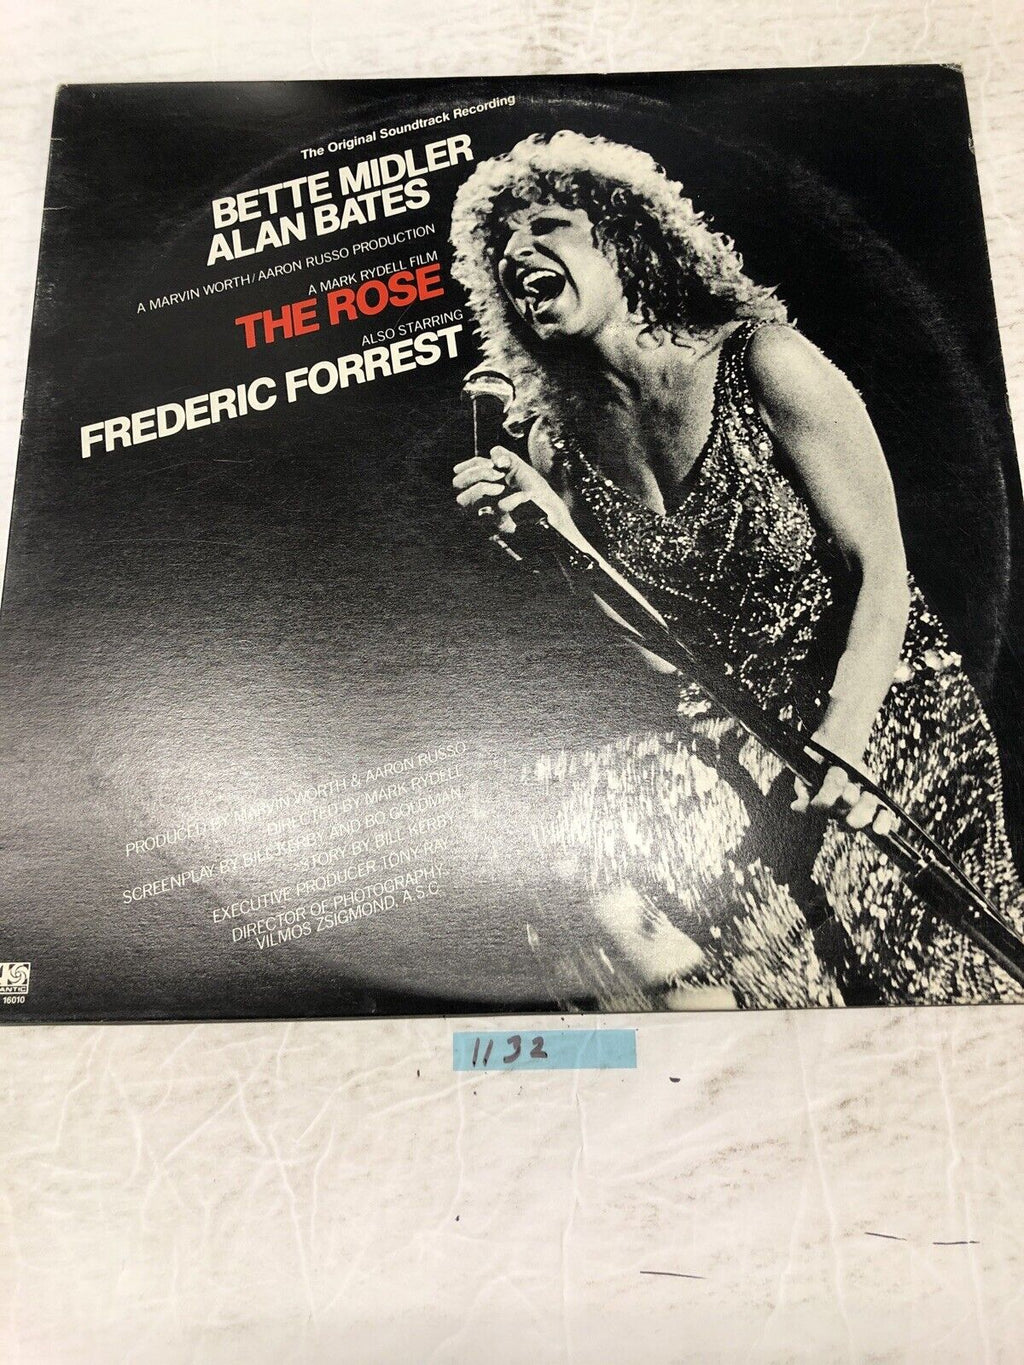 The Original Soundtrack Recording
BETTE MIDLER
ALAN BATES
A MARVIN WORTH/AARON RUSSO PRODUCTION
A MARK RYDELL FILM
THE ROSE
ALSO STARRING
FREDERIC FORREST
PRODUCED BY MARVIN WORTH & AARON RUSSO
DIRECTED BY MARK RYDELL
SCREENPLAY BY BILL KERBY AND BO GOLDMAN
STORY BY BILL KERBY
EXECUTIVE PRODUCER TONY RAY
DIRECTOR OF PHOTOGRAPHY
VILMOS ZSIGMOND, A.S.C.
ANTIC
16010
1132